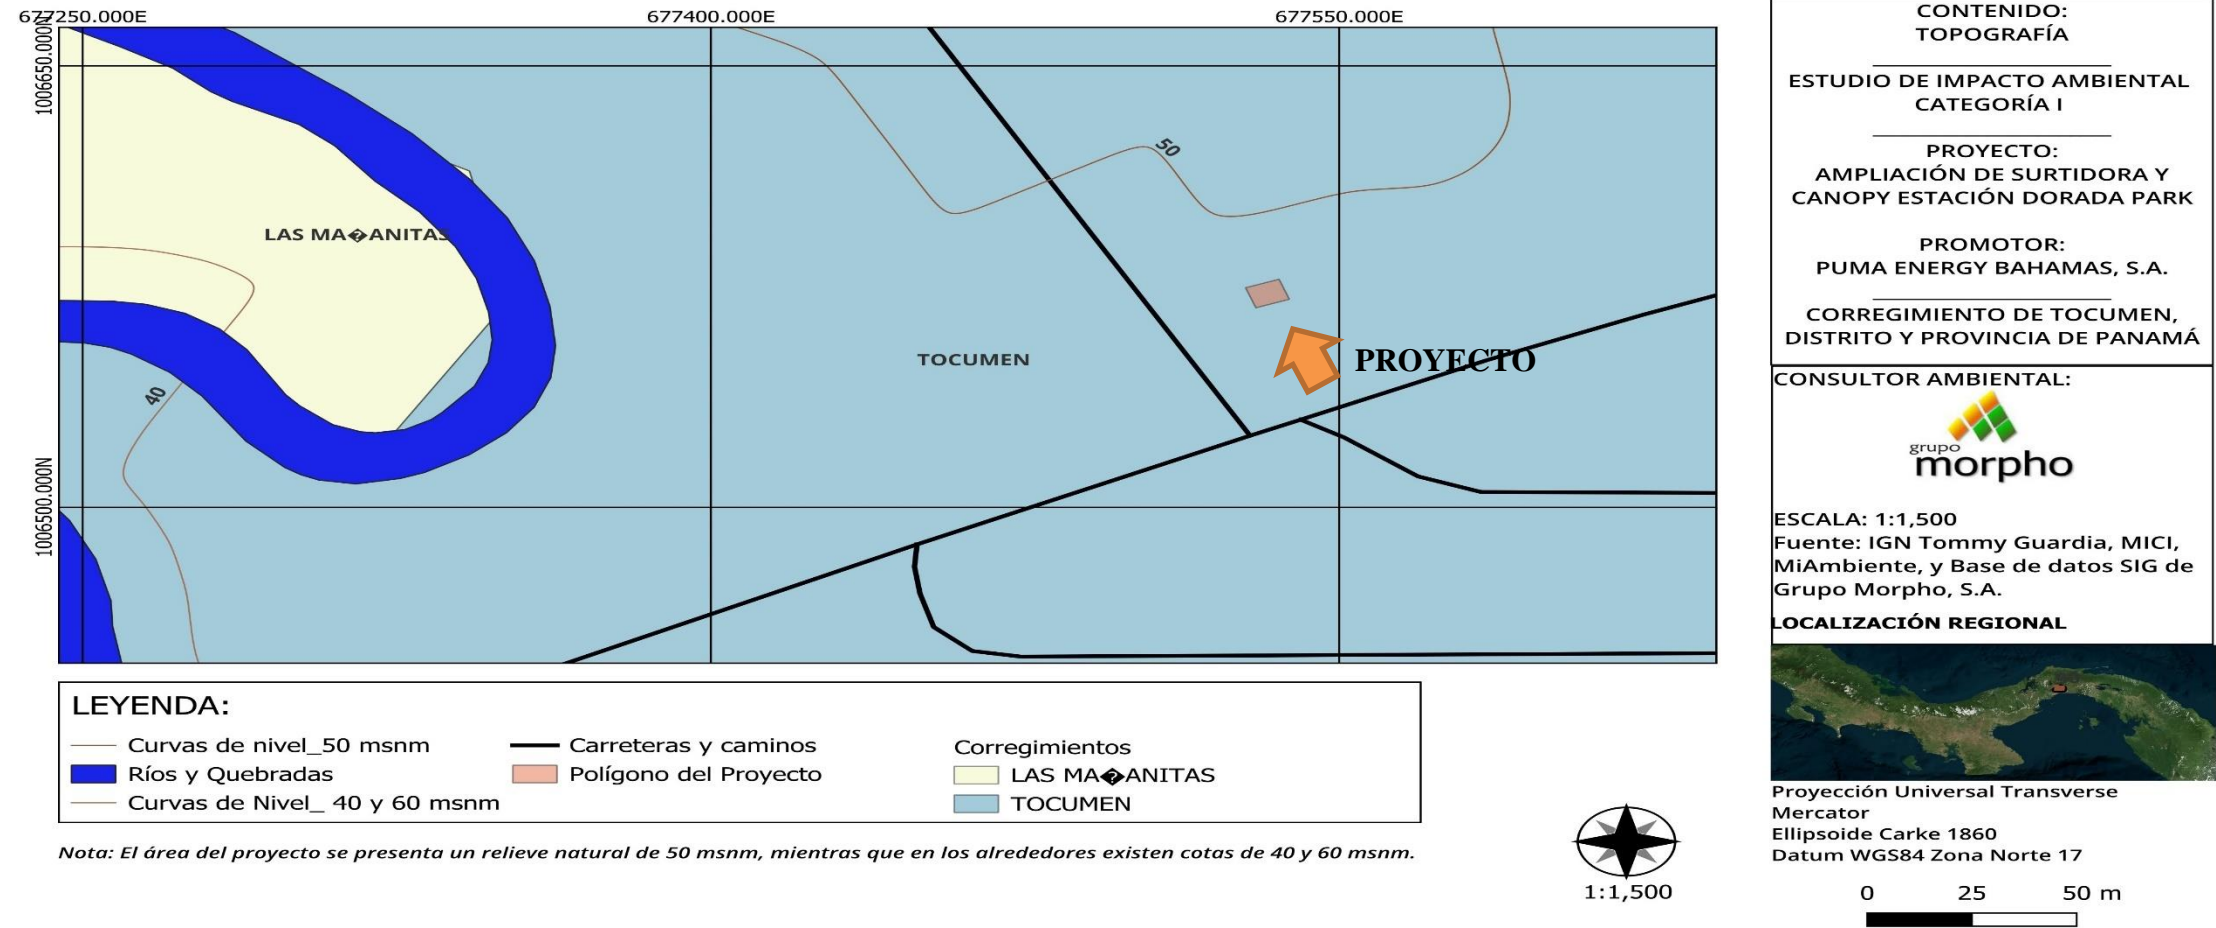 677250.000E
677400.000E
677550.000E
1006650.000N
50
LAS MA�ANITAS
TOCUMEN
PROYECTO
40
100650.000N
LEYENDA:
Curvas de nivel_50 msnm
Ríos y Quebradas
Curvas de Nivel_ 40 y 60 msnm
Carreteras y caminos
Polígono del Proyecto
Corregimientos
LAS MA�ANITAS
TOCUMEN
Nota: El área del proyecto se presenta un relieve natural de 50 msnm, mientras que en los alrededores existen cotas de 40 y 60 msnm.
1:1,500
CONTENIDO:
TOPOGRAFÍA
ESTUDIO DE IMPACTO AMBIENTAL
CATEGORÍA I
PROYECTO:
AMPLIACIÓN DE SURTIDORA Y
CANOPY ESTACIÓN DORADA PARK
PROMOTOR:
PUMA ENERGY BAHAMAS, S.A.
CORREGIMIENTO DE TOCUMEN,
DISTRITO Y PROVINCIA DE PANAMÁ
CONSULTOR AMBIENTAL:
grupo
morpho
ESCALA: 1:1,500
Fuente: IGN Tommy Guardia, MICI,
MiAmbiente, y Base de datos SIG de
Grupo Morpho, S.A.
LOCALIZACIÓN REGIONAL
Proyección Universal Transverse
Mercator
Ellipsoide Carke 1860
Datum WGS84 Zona Norte 17
0 25 50 m